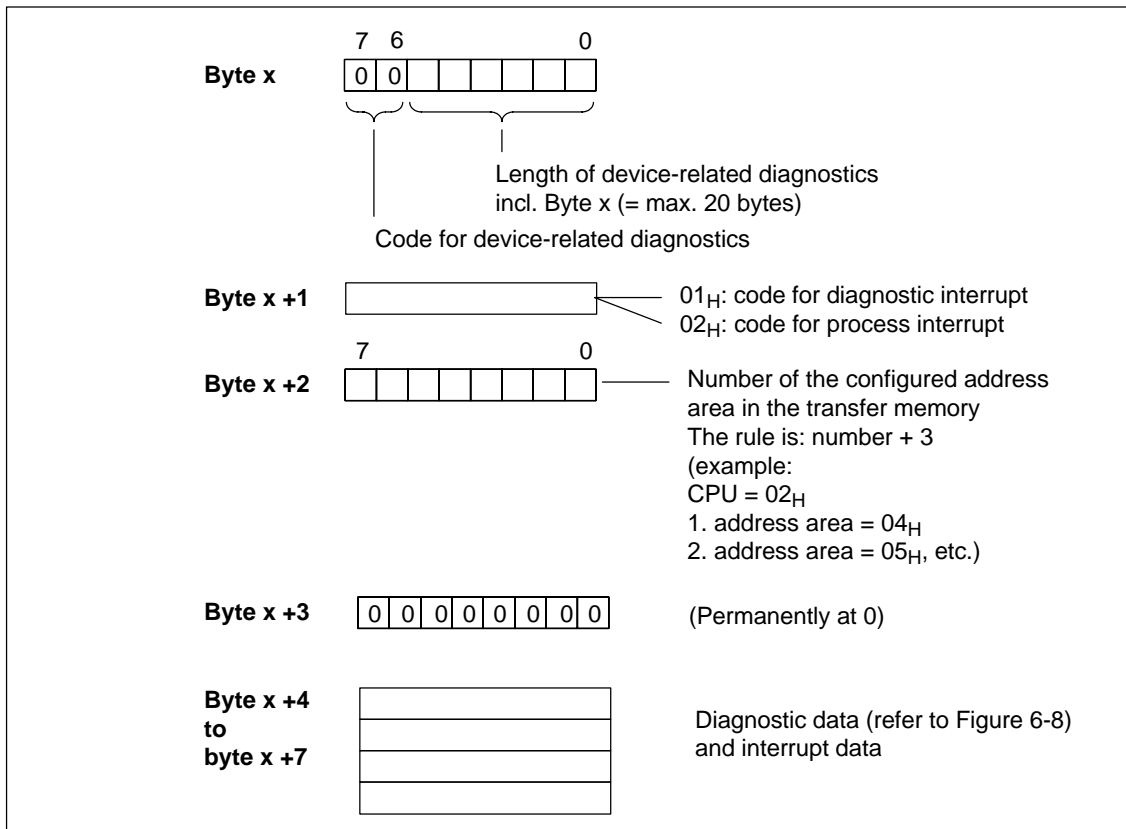 7 6 0
Byte x 0 0
Length of device-related diagnostics
incl. Byte x (= max. 20 bytes)
Code for device-related diagnostics
Byte x +1
01H: code for diagnostic interrupt
02H: code for process interrupt
7 0
Byte x +2
Number of the configured address
area in the transfer memory
The rule is: number + 3
(example:
CPU = 02H
1. address area = 04H
2. address area = 05H, etc.)
Byte x +3 0 0 0 0 0 0 0 0 (Permanently at 0)
Byte x +4
to
byte x +7
Diagnostic data (refer to Figure 6-8)
and interrupt data